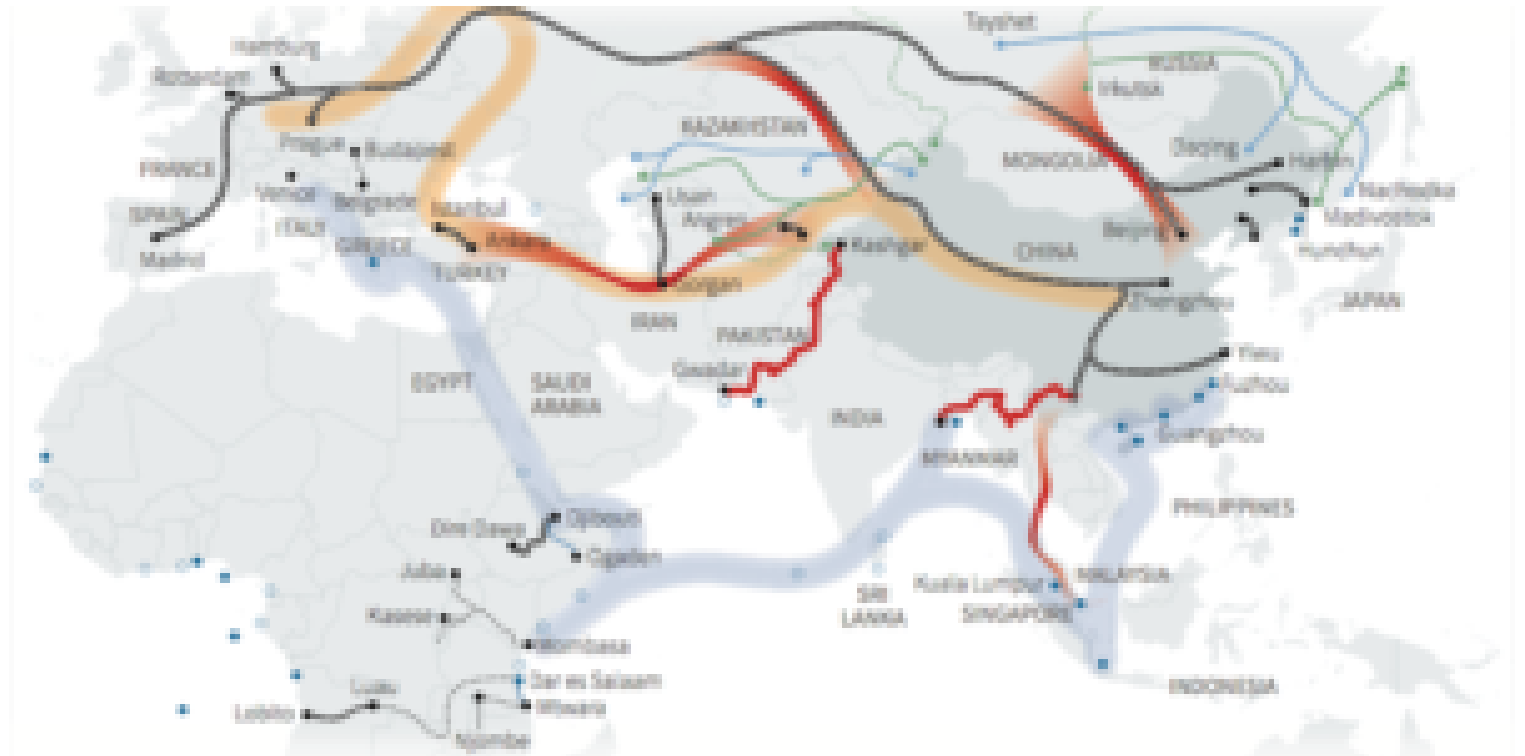 Tayshet
Hamburg
Rotterdam
RUSSIA
Irkutsk
KAZAKHSTAN
Prague
Budapest
MONGOLIA
Daqing
Harbin
FRANCE
Venice
Belgrade
Istanbul
Uzan
Nachodka
SPAIN
ITALY
Angren
Vladivostok
Madrid
GREECE
Ankara
TURKEY
Kashgar
CHINA
Beijing
Hunchun
Gorgan
Zhengzhou
JAPAN
IRAN
PAKISTAN
Yiwu
Gwadar
EGYPT
SAUDI
ARABIA
INDIA
Fuzhou
Guangzhou
MYANMAR
PHILIPPINES
Dire Dawa
Djibouti
Ogaden
Juba
Kuala Lumpur
MALAYSIA
Kasese
SRI
LANKA
SINGAPORE
Mombasa
Dar es Salaam
Lobito
Luau
Mtwara
INDONESIA
Njombe